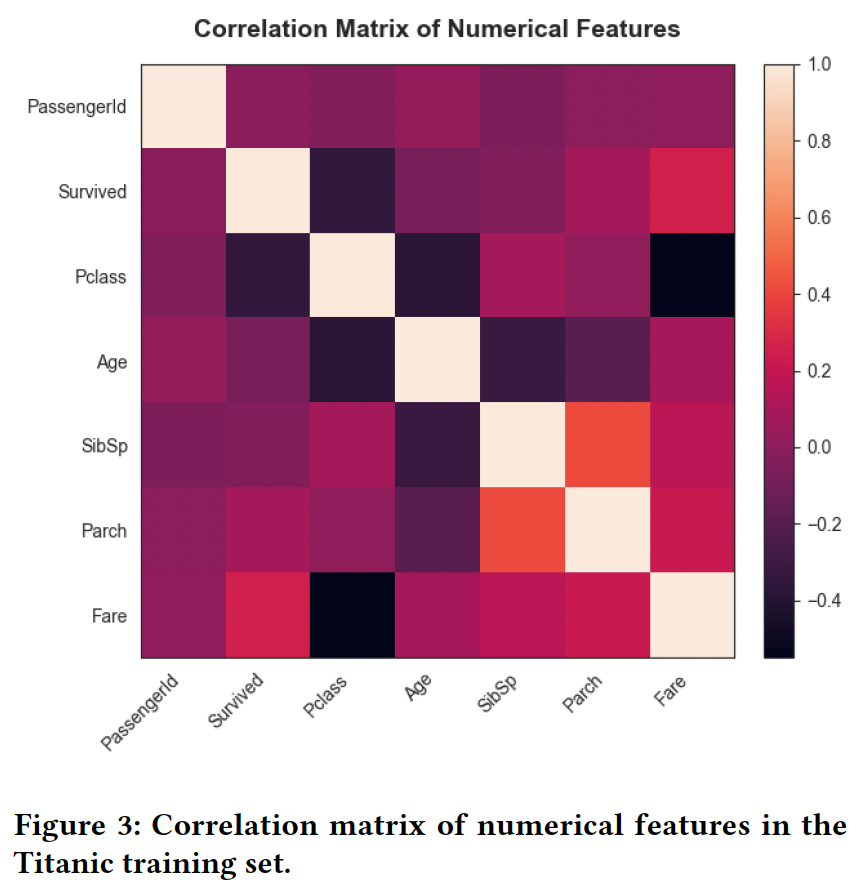 Correlation Matrix of Numerical Features
PassengerId
Survived
Pclass
Age
SibSp
Parch
Fare
1.0
0.8
0.6
0.4
0.2
0.0
−0.2
−0.4
PassengerId
Survived
Pclass
Age
SibSp
Parch
Fare
Figure 3: Correlation matrix of numerical features in the
Titanic training set.